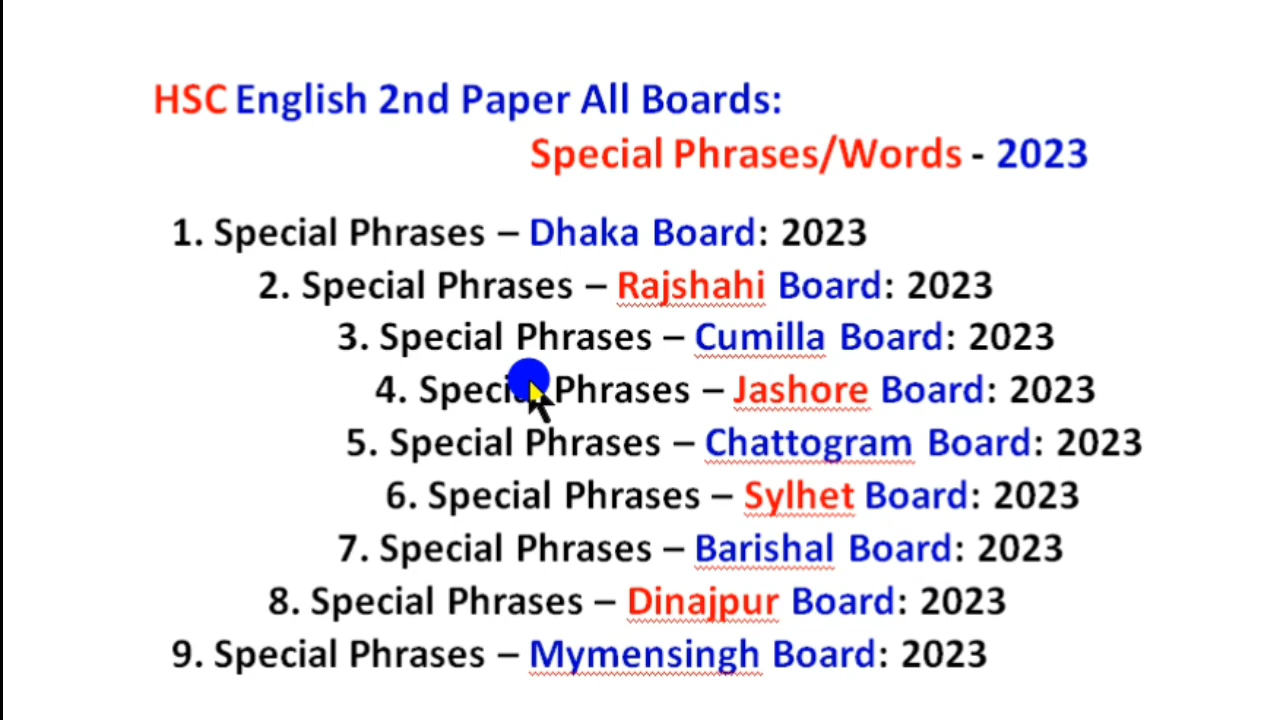 HSC English 2nd Paper All Boards:
Special Phrases/Words - 2023
1. Special Phrases – Dhaka Board: 2023
2. Special Phrases – Rajshahi Board: 2023
3. Special Phrases – Cumilla Board: 2023
4. Special Phrases – Jashore Board: 2023
5. Special Phrases – Chattogram Board: 2023
6. Special Phrases – Sylhet Board: 2023
7. Special Phrases – Barishal Board: 2023
8. Special Phrases – Dinajpur Board: 2023
9. Special Phrases – Mymensingh Board: 2023